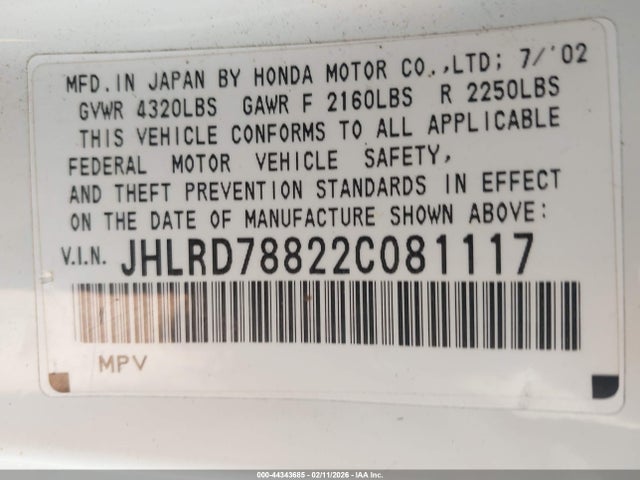 MFD. IN JAPAN BY HONDA MOTOR CO.,LTD; 7/'02
GVWR 4320LBS GAWR F 2160LBS R 2250LBS
THIS VEHICLE CONFORMS TO ALL APPLICABLE
FEDERAL MOTOR VEHICLE SAFETY,
AND THEFT PREVENTION STANDARDS IN EFFECT
ON THE DATE OF MANUFACTURE SHOWN ABOVE:
V.I.N. JHLRD78822C081117
MPV
000-44343685 - 02/11/2026 - IAA Inc.